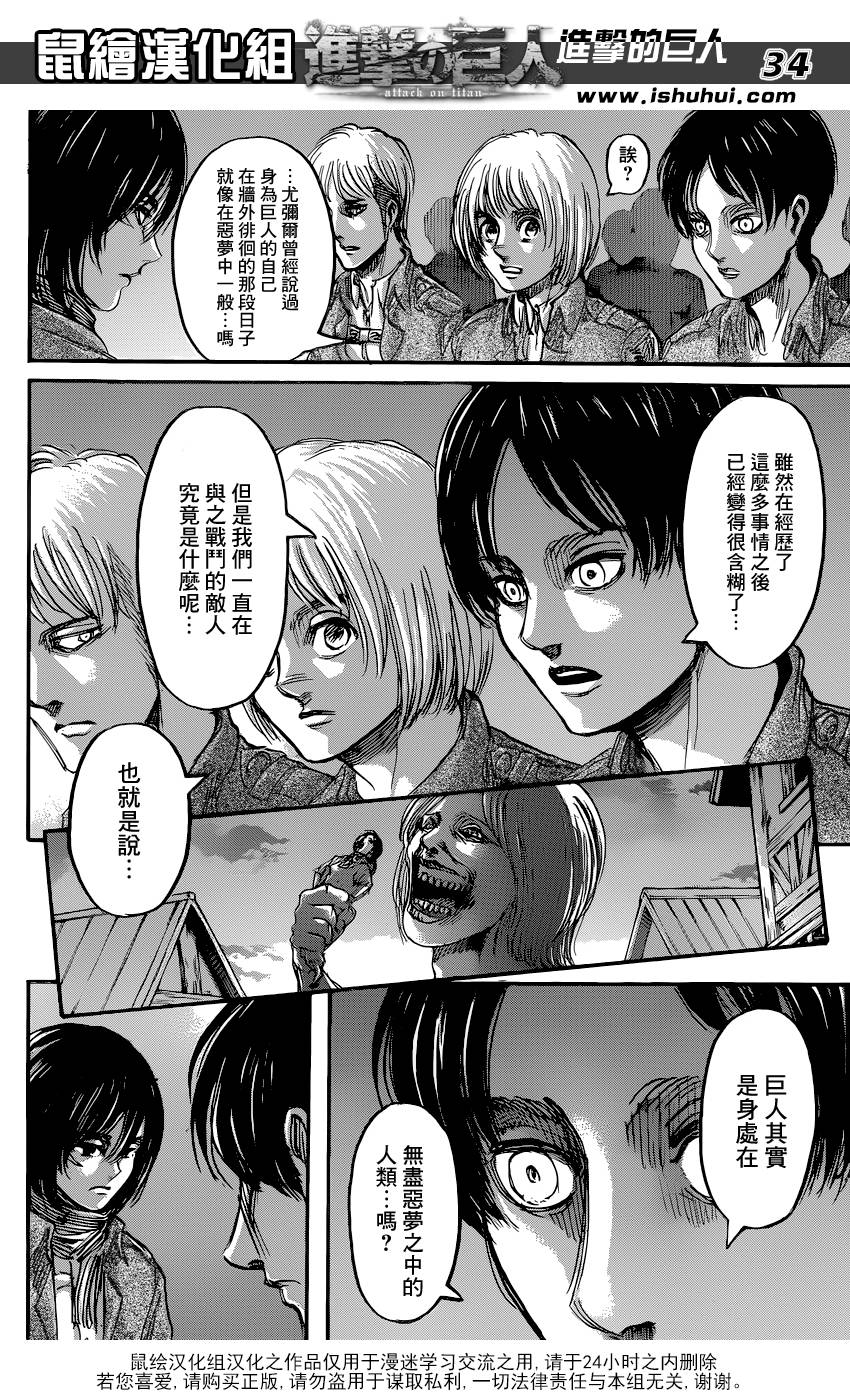 鼠繪漢化組
進撃の巨人
attack on titan
進擊的巨人
www.ishuhui.com
34
誒?
…尤彌爾曾經說過
身為巨人的自己
在牆外徘徊的那段日子
就像在惡夢中一般…嗎
雖然在經歷了
這麼多事情之後
已經變得很含糊了…
但是我們一直在
與之戰鬥的敵人
究竟是什麼呢…
也就是說…
巨人其實
是身處在
無盡惡夢之中的
人類…嗎?
鼠绘汉化组汉化之作品仅用于漫迷学习交流之用, 请于24小时之内删除
若您喜爱, 请购买正版, 请勿盗用于谋取私利, 一切法律责任与本组无关, 谢谢。